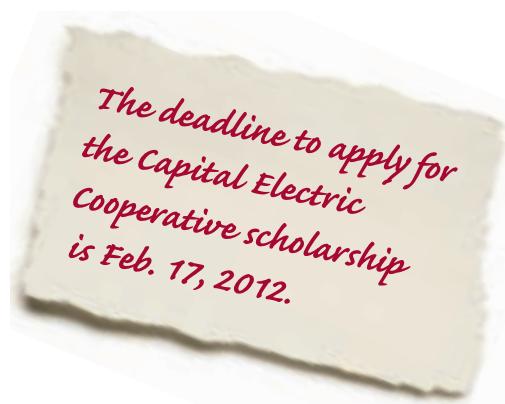 The deadline to apply for
the Capital Electric
Cooperative scholarship
is Feb. 17, 2012.